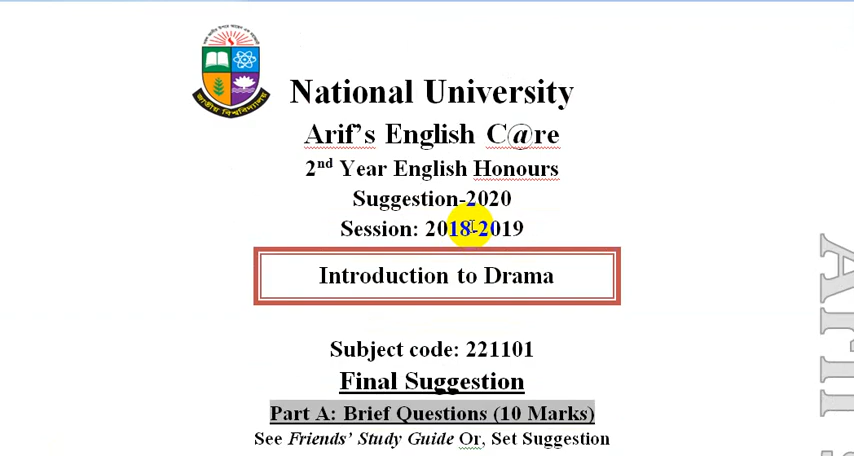 National University
Arif's English C@re
2nd Year English Honours
Suggestion-2020
Session: 2018-2019
Introduction to Drama
Subject code: 221101
Final Suggestion
Part A: Brief Questions (10 Marks)
See Friends' Study Guide Or, Set Suggestion